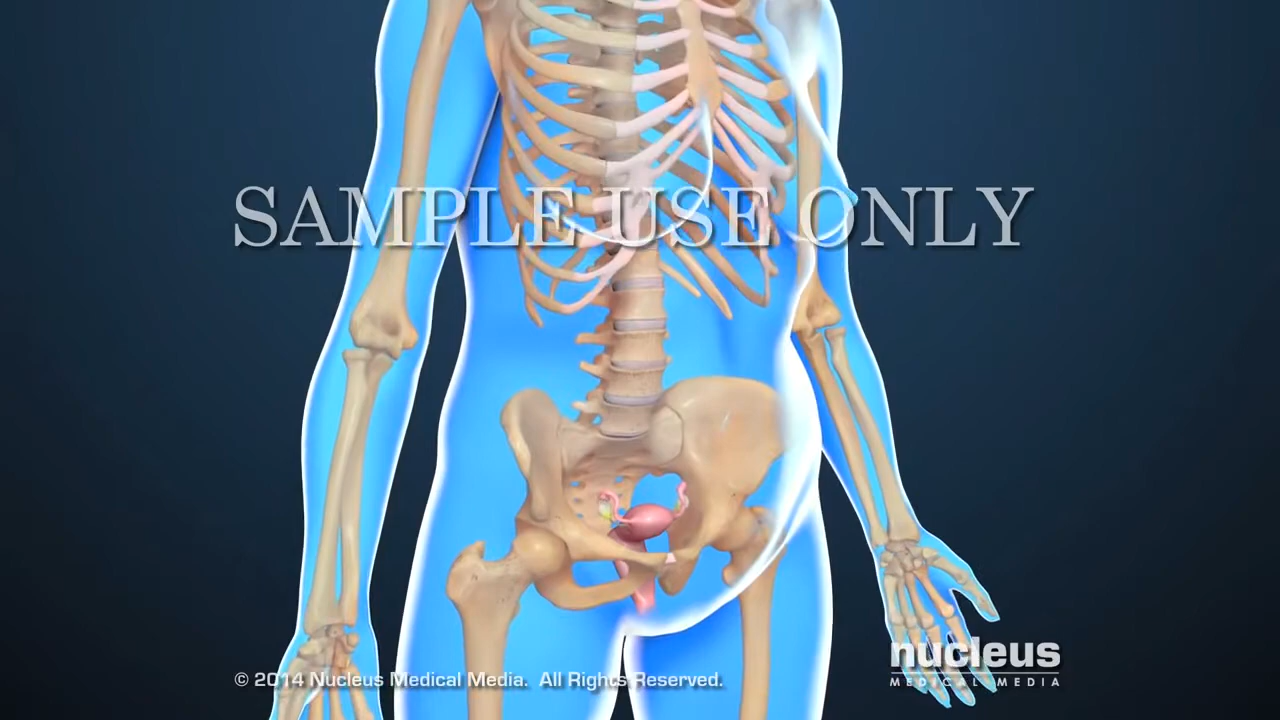 SAMPLE USE ONLY
nucleus
MEDICAL MEDIA
© 2014 Nucleus Medical Media. All Rights Reserved.